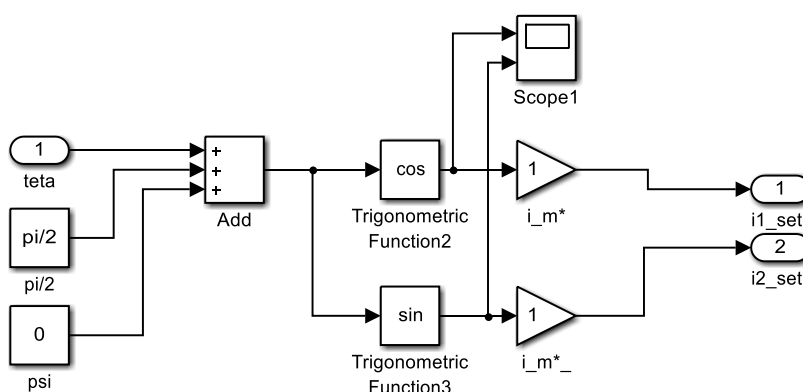 Scope1
1
teta
+
+
+
Add
cos
Trigonometric
Function2
1
i_m*
1
i1_set
pi/2
pi/2
2
i2_set
0
psi
sin
Trigonometric
Function3
1
i_m*_